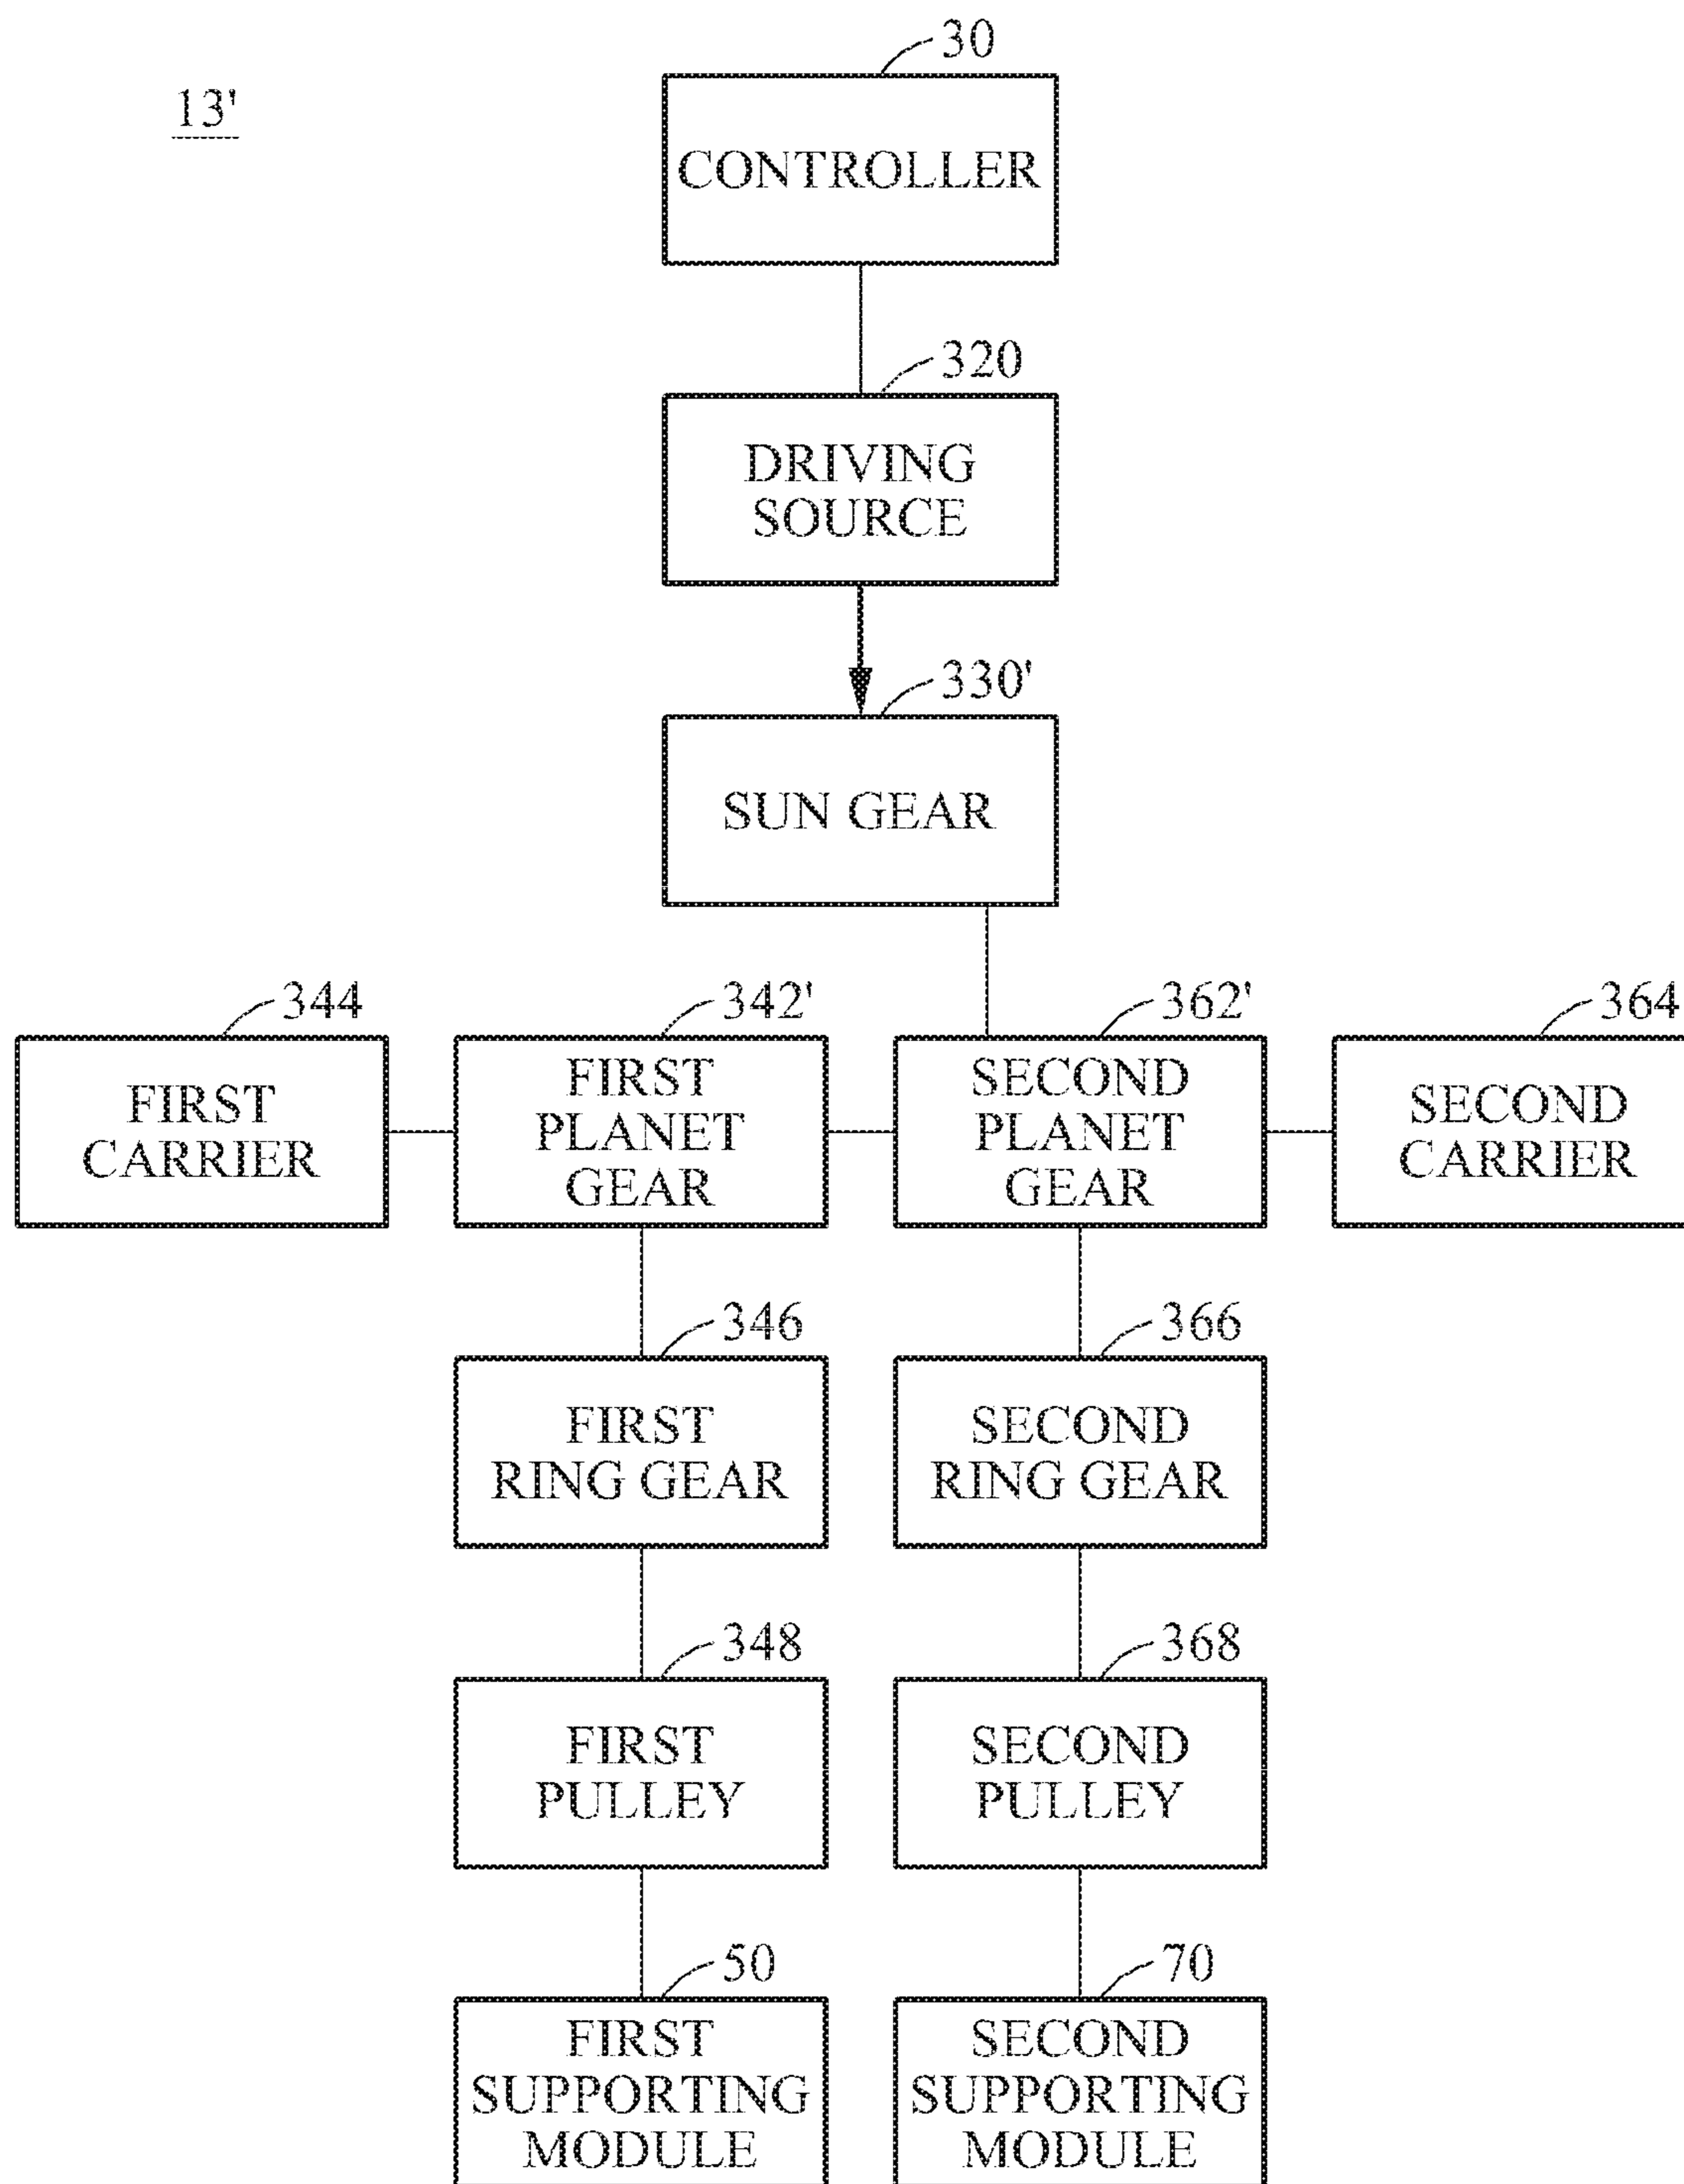 30
13'
CONTROLLER
320
DRIVING
SOURCE
330'
SUN GEAR
344
342'
362'
364
FIRST
CARRIER
FIRST
PLANET
GEAR
SECOND
PLANET
GEAR
SECOND
CARRIER
346
366
FIRST
RING GEAR
SECOND
RING GEAR
348
368
FIRST
PULLEY
SECOND
PULLEY
50
70
FIRST
SUPPORTING
MODULE
SECOND
SUPPORTING
MODULE